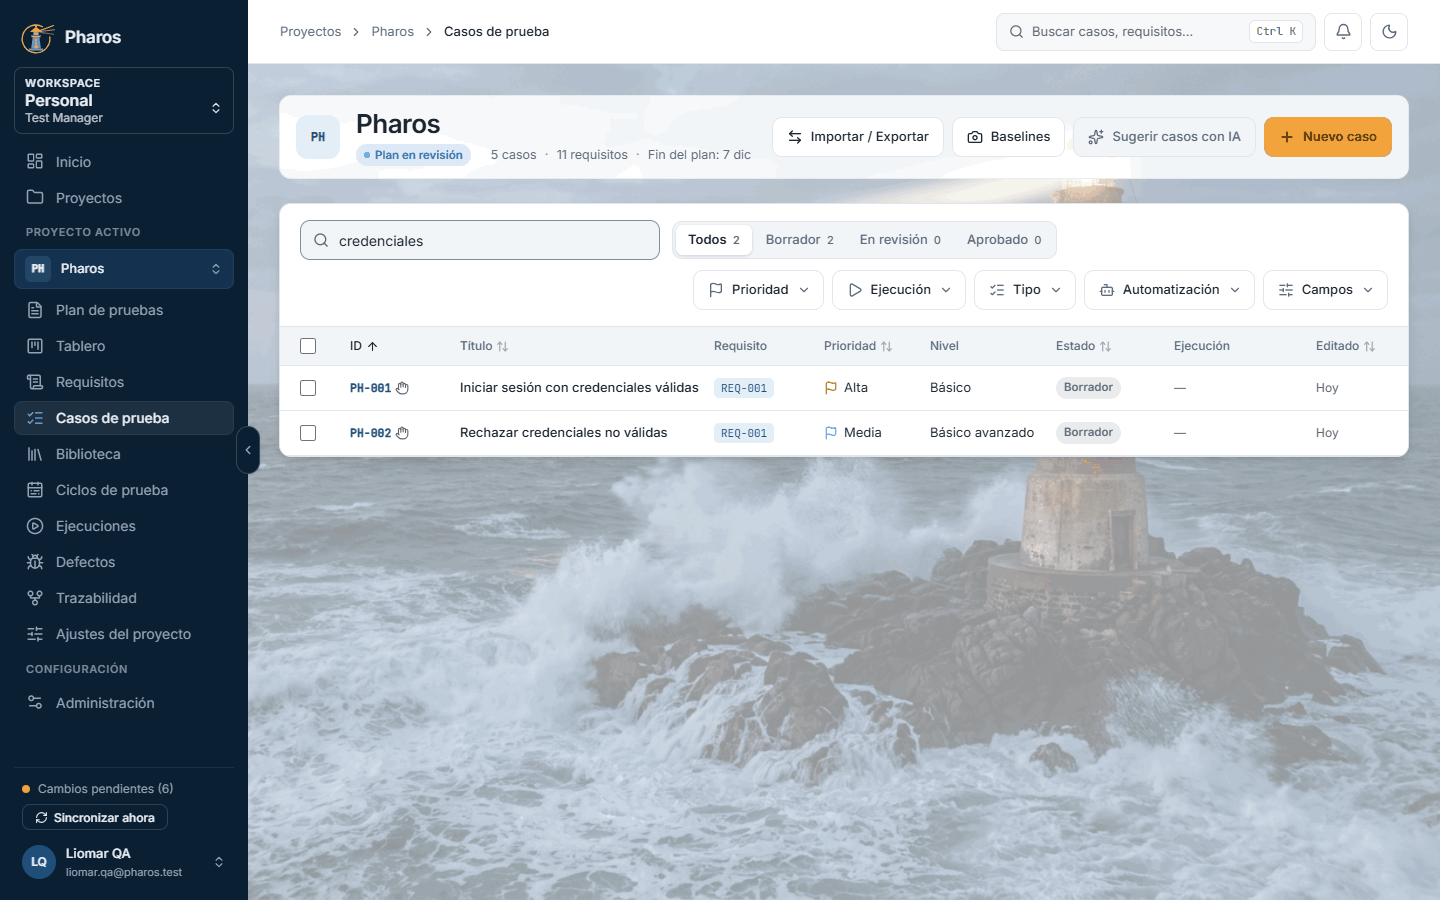 Pharos
WORKSPACE
Personal
Test Manager
Inicio
Proyectos
PROYECTO ACTIVO
PH Pharos
Plan de pruebas
Tablero
Requisitos
Casos de prueba
Biblioteca
Ciclos de prueba
Ejecuciones
Defectos
Trazabilidad
Ajustes del proyecto
CONFIGURACIÓN
Administración
Cambios pendientes (6)
Sincronizar ahora
LQ
Liomar QA
liomar.qa@pharos.test
Proyectos > Pharos > Casos de prueba
Buscar casos, requisitos... Ctrl K
PH
Pharos
Plan en revisión 5 casos · 11 requisitos · Fin del plan: 7 dic
Importar / Exportar Baselines Sugerir casos con IA Nuevo caso
credenciales
Todos 2 Borrador 2 En revisión 0 Aprobado 0
Prioridad Ejecución Tipo Automatización Campos
ID Título Requisito Prioridad Nivel Estado Ejecución Editado
PH-001 Iniciar sesión con credenciales válidas REQ-001 Alta Básico Borrador — Hoy
PH-002 Rechazar credenciales no válidas REQ-001 Media Básico avanzado Borrador — Hoy